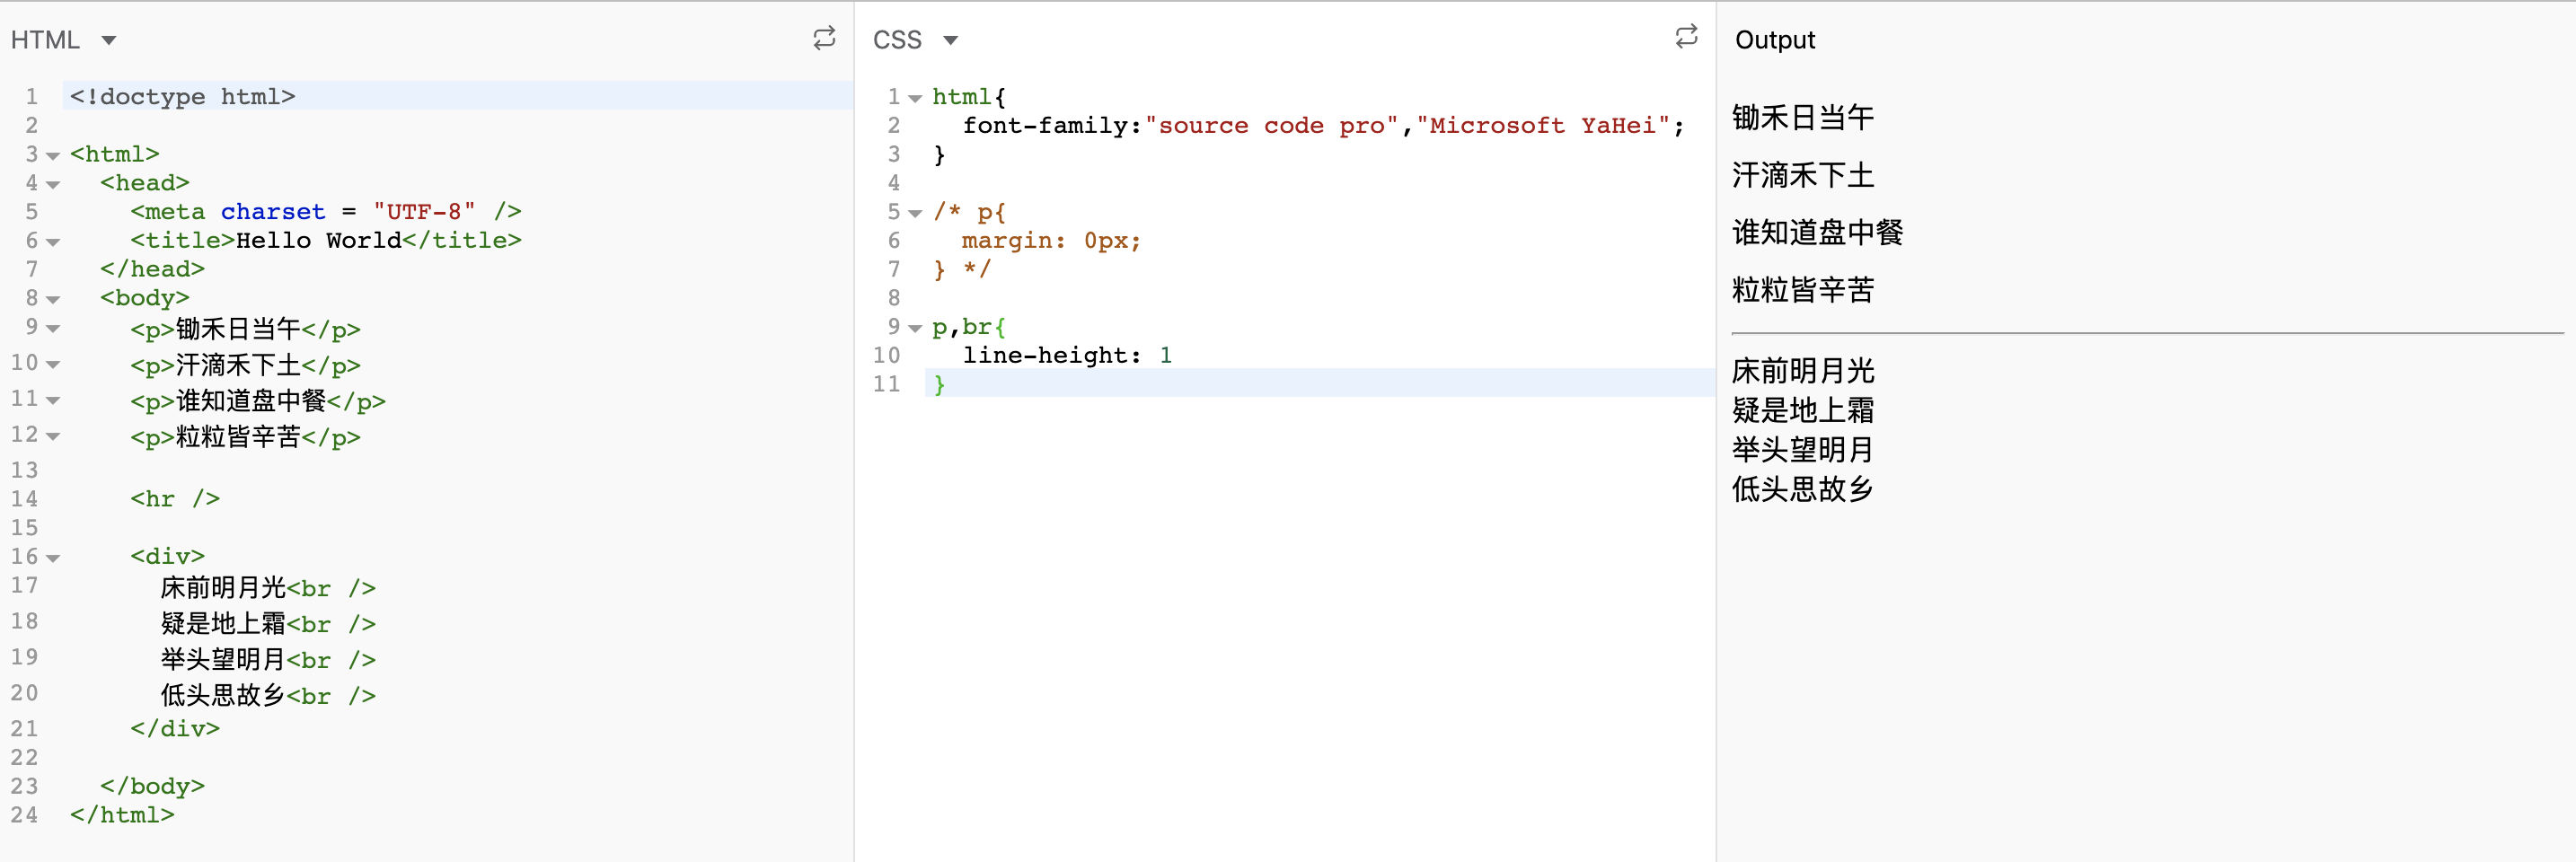 HTML
1 <!doctype html>
2
3 <html>
4 <head>
5 <meta charset = "UTF-8" />
6 <title>Hello World</title>
7 </head>
8 <body>
9 <p>锄禾日当午</p>
10 <p>汗滴禾下土</p>
11 <p>谁知道盘中餐</p>
12 <p>粒粒皆辛苦</p>
13
14 <hr />
15
16 <div>
17 床前明月光<br />
18 疑是地上霜<br />
19 举头望明月<br />
20 低头思故乡<br />
21 </div>
22
23 </body>
24 </html>
CSS
1 html{
2 font-family:"source code pro","Microsoft YaHei";
3 }
4
5 /* p{
6 margin: 0px;
7 } */
8
9 p,br{
10 line-height: 1
11 }
Output
锄禾日当午
汗滴禾下土
谁知道盘中餐
粒粒皆辛苦
床前明月光
疑是地上霜
举头望明月
低头思故乡